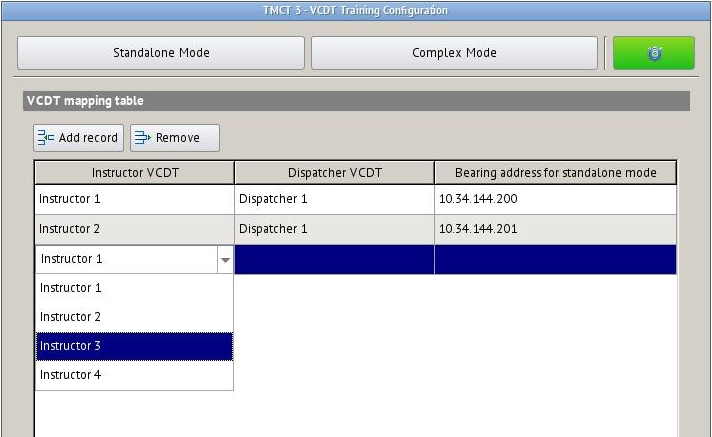 TMCT 3 - VCDT Training Configuration
Standalone Mode Complex Mode
VCDT mapping table
Add record Remove
Instructor VCDT Dispatcher VCDT Bearing address for standalone mode
Instructor 1 Dispatcher 1 10.34.144.200
Instructor 2 Dispatcher 1 10.34.144.201
Instructor 1
Instructor 1
Instructor 2
Instructor 3
Instructor 4